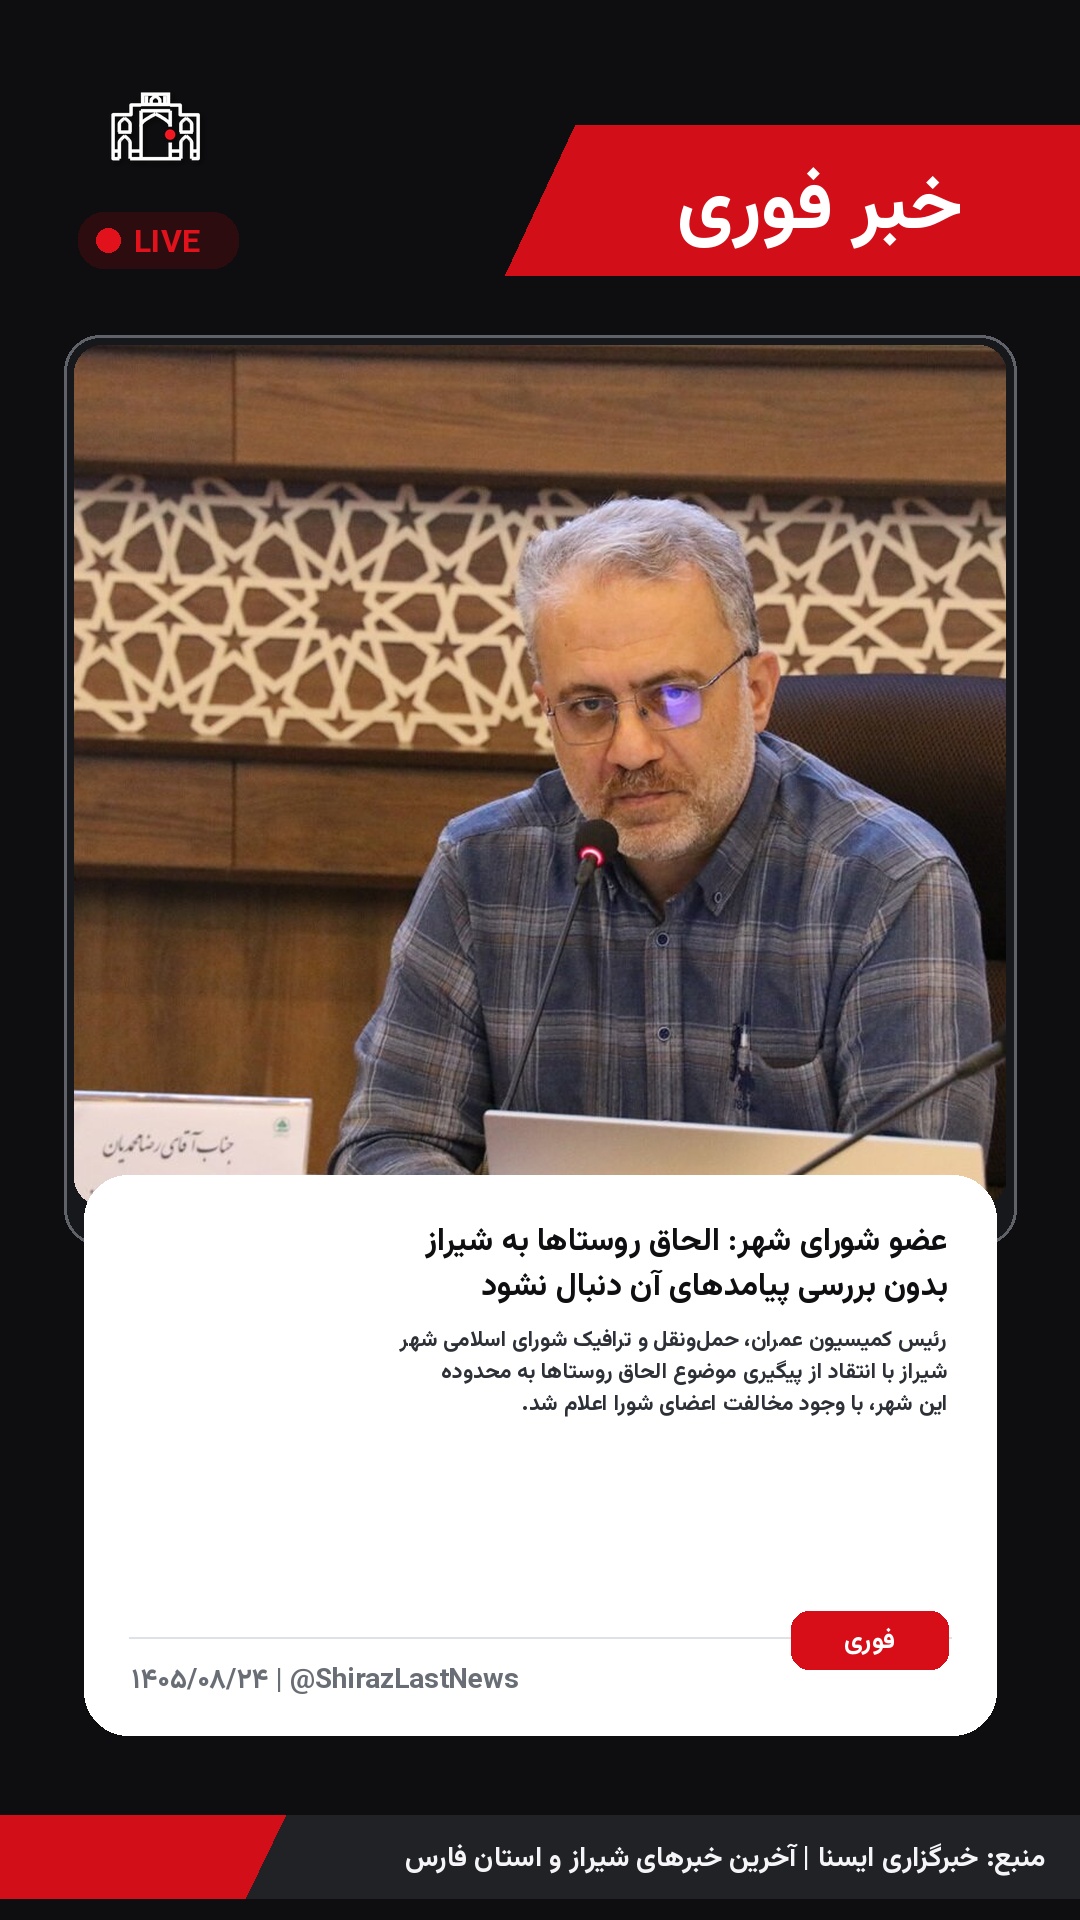 خبر فوری
LIVE
جناب آقای رضا محمدیان
عضو شورای شهر: الحاق روستاها به شیراز
بدون بررسی پیامدهای آن دنبال نشود
رئیس کمیسیون عمران، حمل‌ونقل و ترافیک شورای اسلامی شهر
شیراز با انتقاد از پیگیری موضوع الحاق روستاها به محدوده
این شهر، با وجود مخالفت اعضای شورا اعلام شد.
فوری
۱۴۰۵/۰۸/۲۴ | @ShirazLastNews
منبع: خبرگزاری ایسنا | آخرین خبرهای شیراز و استان فارس